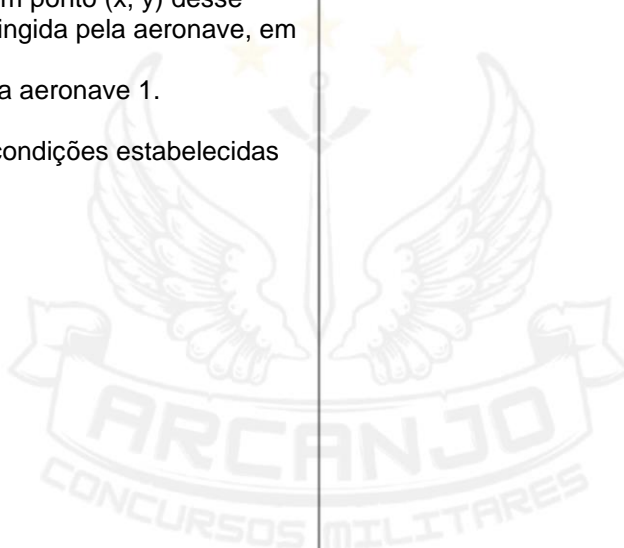 m ponto (x, y) desse
ingida pela aeronave, em
a aeronave 1.
condições estabelecidas
ARCANJO
CONCURSOS MILITARES